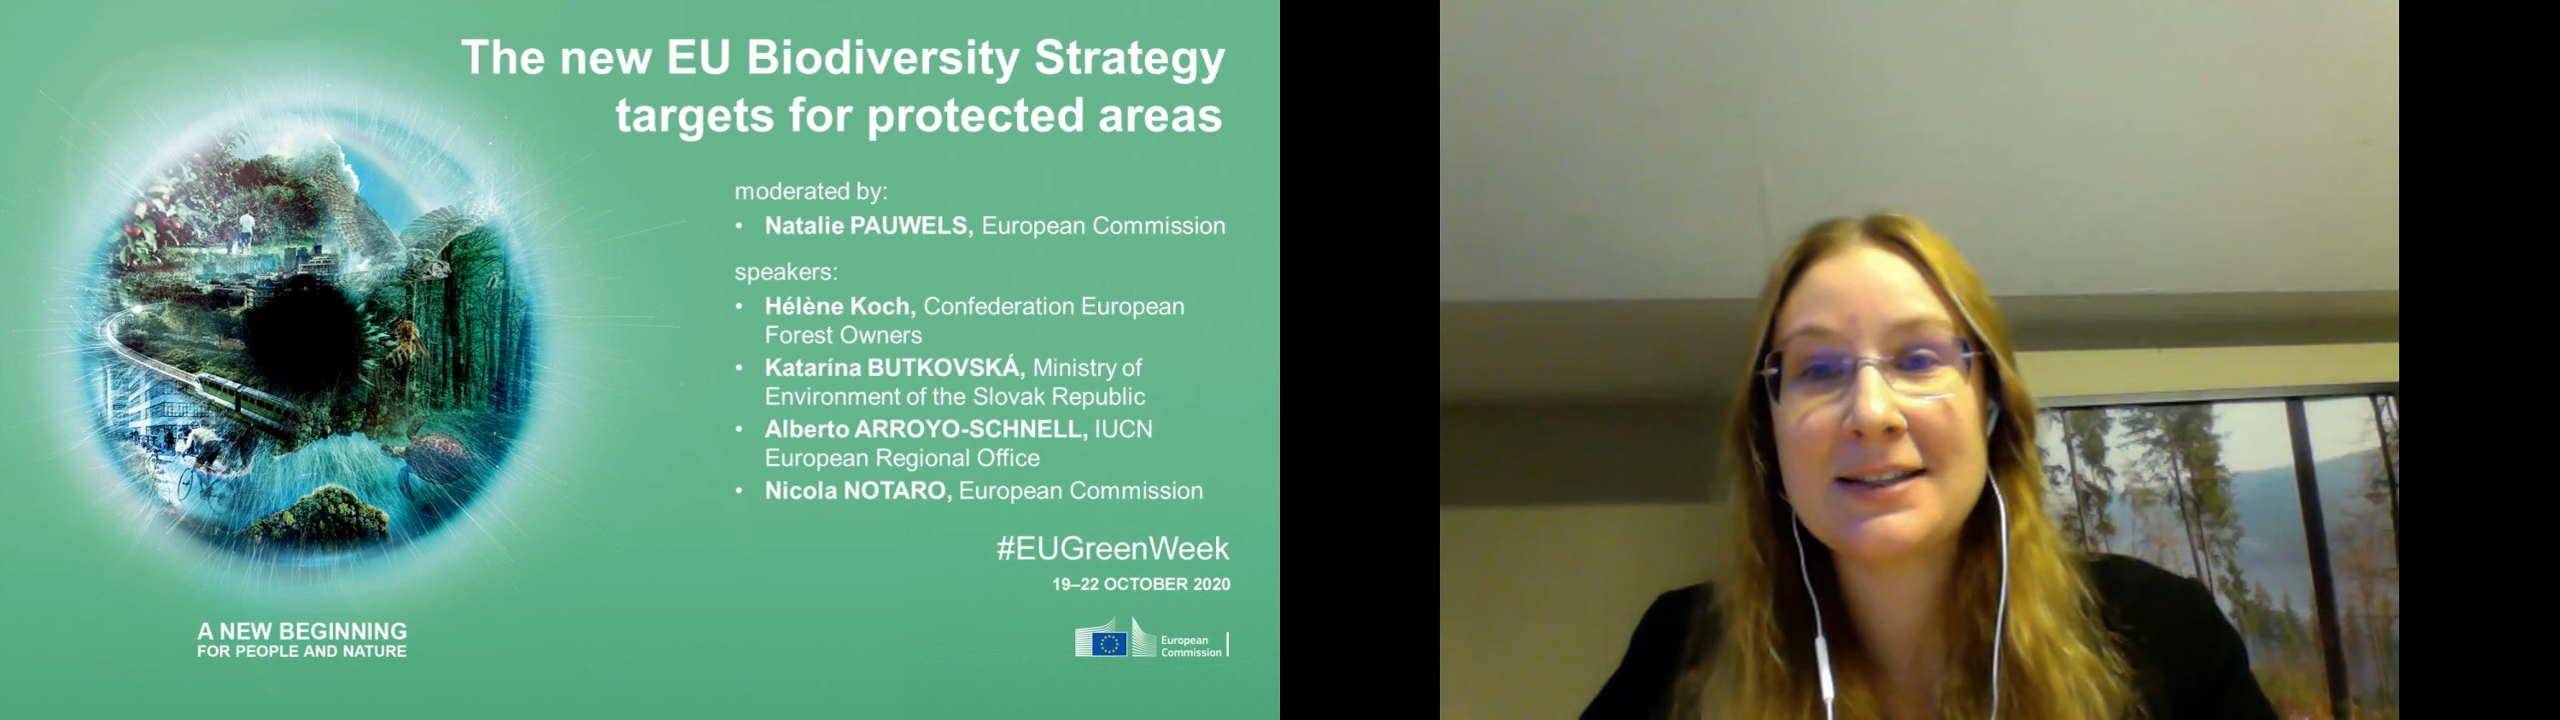 The new EU Biodiversity Strategy
targets for protected areas
moderated by:
• Natalie PAUWELS, European Commission
speakers:
• Hélène Koch, Confederation European
Forest Owners
• Katarína BUTKOVSKÁ, Ministry of
Environment of the Slovak Republic
• Alberto ARROYO-SCHNELL, IUCN
European Regional Office
• Nicola NOTARO, European Commission
#EUGreenWeek
19–22 OCTOBER 2020
A NEW BEGINNING
FOR PEOPLE AND NATURE
European
Commission